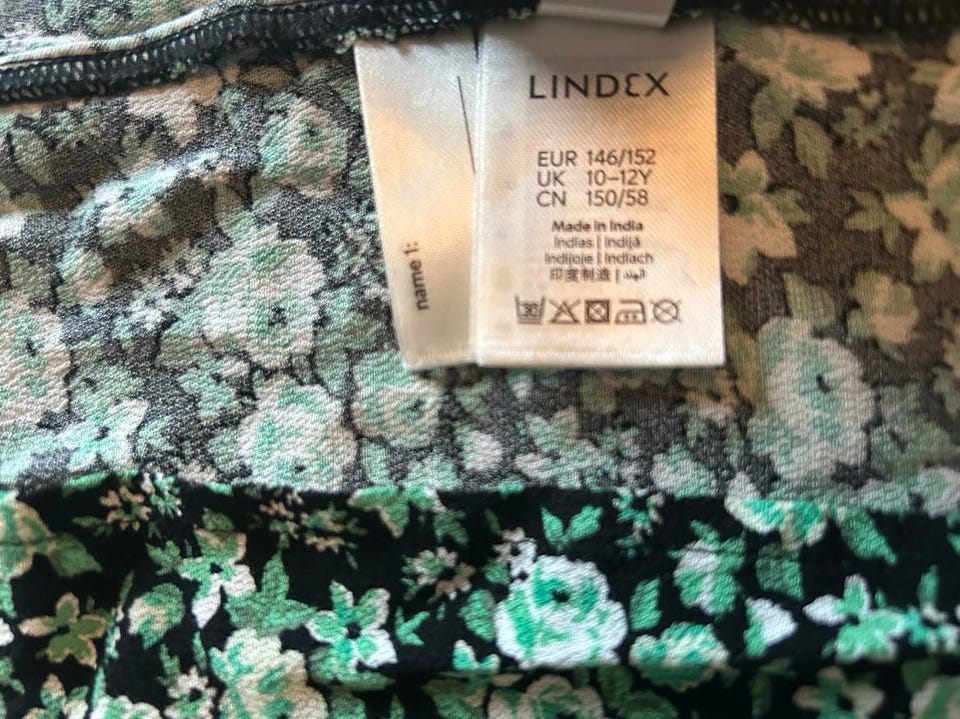 LINDEX
EUR 146/152
UK 10–12Y
CN 150/58
Made in India
Indias | Indijā
Indijoje | Indiach
印度制造 | الهند
30
name 1: